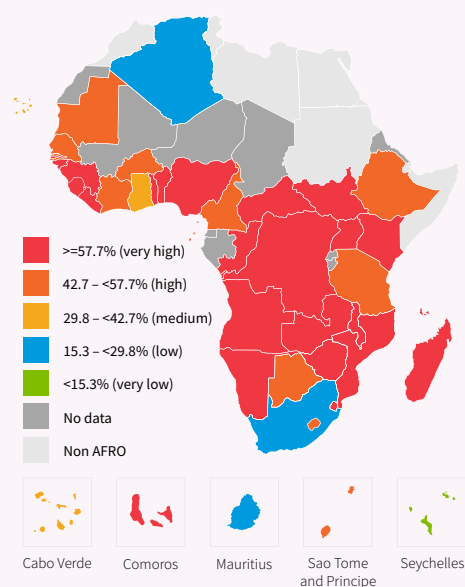 >=57.7% (very high)
42.7 – <57.7% (high)
29.8 – <42.7% (medium)
15.3 – <29.8% (low)
<15.3% (very low)
No data
Non AFRO
Cabo Verde
Comoros
Mauritius
Sao Tome
and Principe
Seychelles